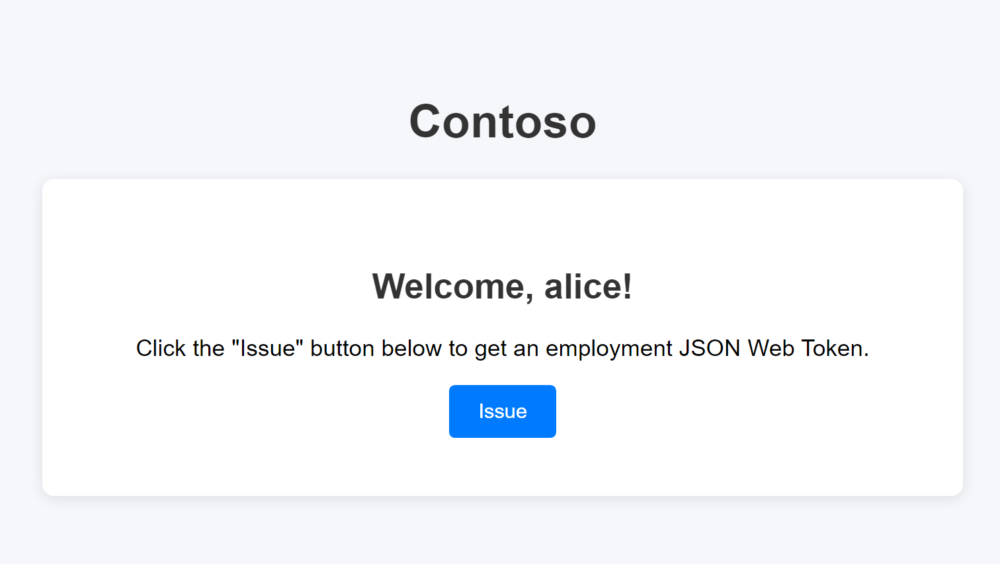 Contoso
Welcome, alice!
Click the "Issue" button below to get an employment JSON Web Token.
Issue